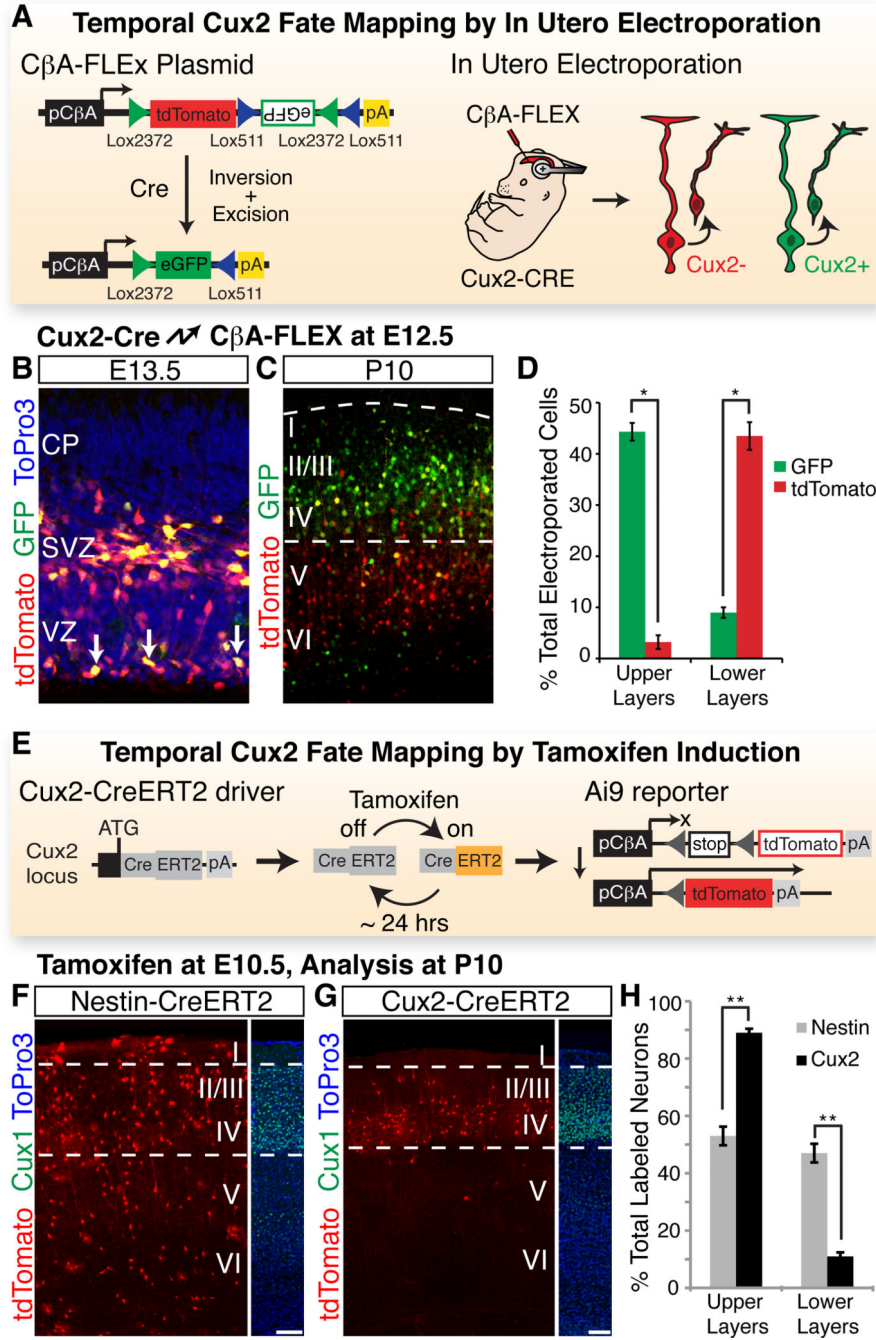 A Temporal Cux2 Fate Mapping by In Utero Electroporation
CβA-FLEx Plasmid
pCβA tdTomato eGFP pA
Lox2372 Lox511 Lox2372 Lox511
Cre
Inversion
+
Excision
pCβA eGFP pA
Lox2372 Lox511
In Utero Electroporation
CβA-FLEX
Cux2-CRE
Cux2-
Cux2+
Cux2-Cre CβA-FLEX at E12.5
B E13.5
tdTomato GFP ToPro3
CP
SVZ
VZ
C P10
tdTomato GFP
I
II/III
IV
V
VI
D
% Total Electroporated Cells
50
40
30
20
10
0
*
*
GFP
tdTomato
Upper Layers
Lower Layers
E Temporal Cux2 Fate Mapping by Tamoxifen Induction
Cux2-CreERT2 driver
ATG
Cux2 locus
Cre ERT2 pA
Tamoxifen
off on
Cre ERT2 Cre ERT2
~ 24 hrs
Ai9 reporter
x
pCβA stop tdTomato pA
pCβA tdTomato pA
Tamoxifen at E10.5, Analysis at P10
F Nestin-CreERT2
tdTomato Cux1 ToPro3
I
II/III
IV
V
VI
G Cux2-CreERT2
I
II/III
IV
V
VI
H
% Total Labeled Neurons
100
80
60
40
20
0
**
**
Nestin
Cux2
Upper Layers
Lower Layers